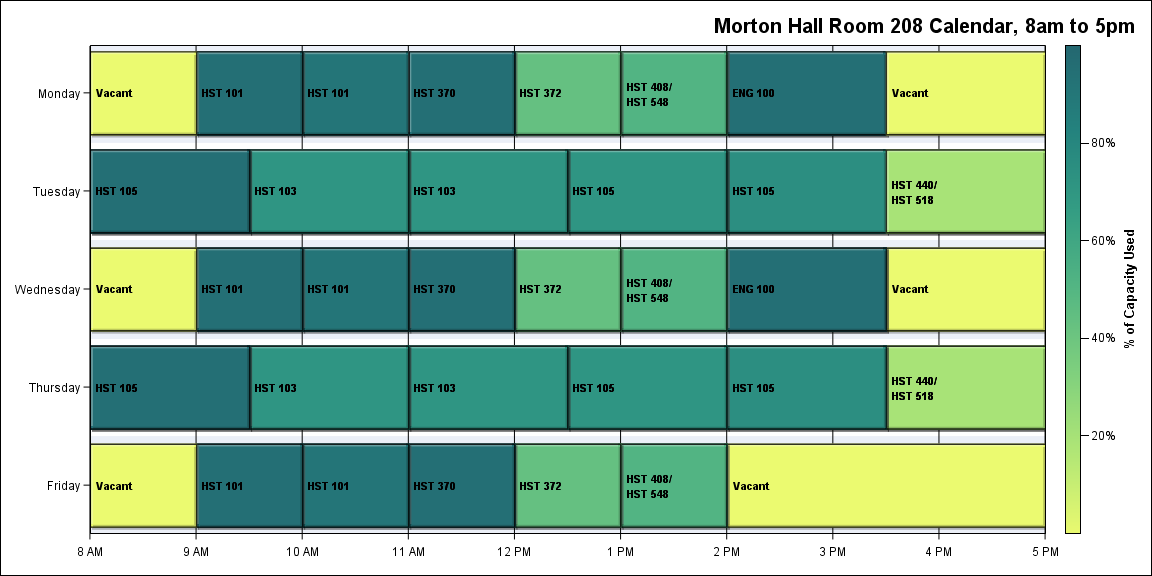 Morton Hall Room 208 Calendar, 8am to 5pm
Monday
Vacant
HST 101
HST 101
HST 370
HST 372
HST 408/
HST 548
ENG 100
Vacant
Tuesday
HST 105
HST 103
HST 103
HST 105
HST 105
HST 440/
HST 518
Wednesday
Vacant
HST 101
HST 101
HST 370
HST 372
HST 408/
HST 548
ENG 100
Vacant
Thursday
HST 105
HST 103
HST 103
HST 105
HST 105
HST 440/
HST 518
Friday
Vacant
HST 101
HST 101
HST 370
HST 372
HST 408/
HST 548
Vacant
8 AM
9 AM
10 AM
11 AM
12 PM
1 PM
2 PM
3 PM
4 PM
5 PM
80%
60%
40%
20%
% of Capacity Used